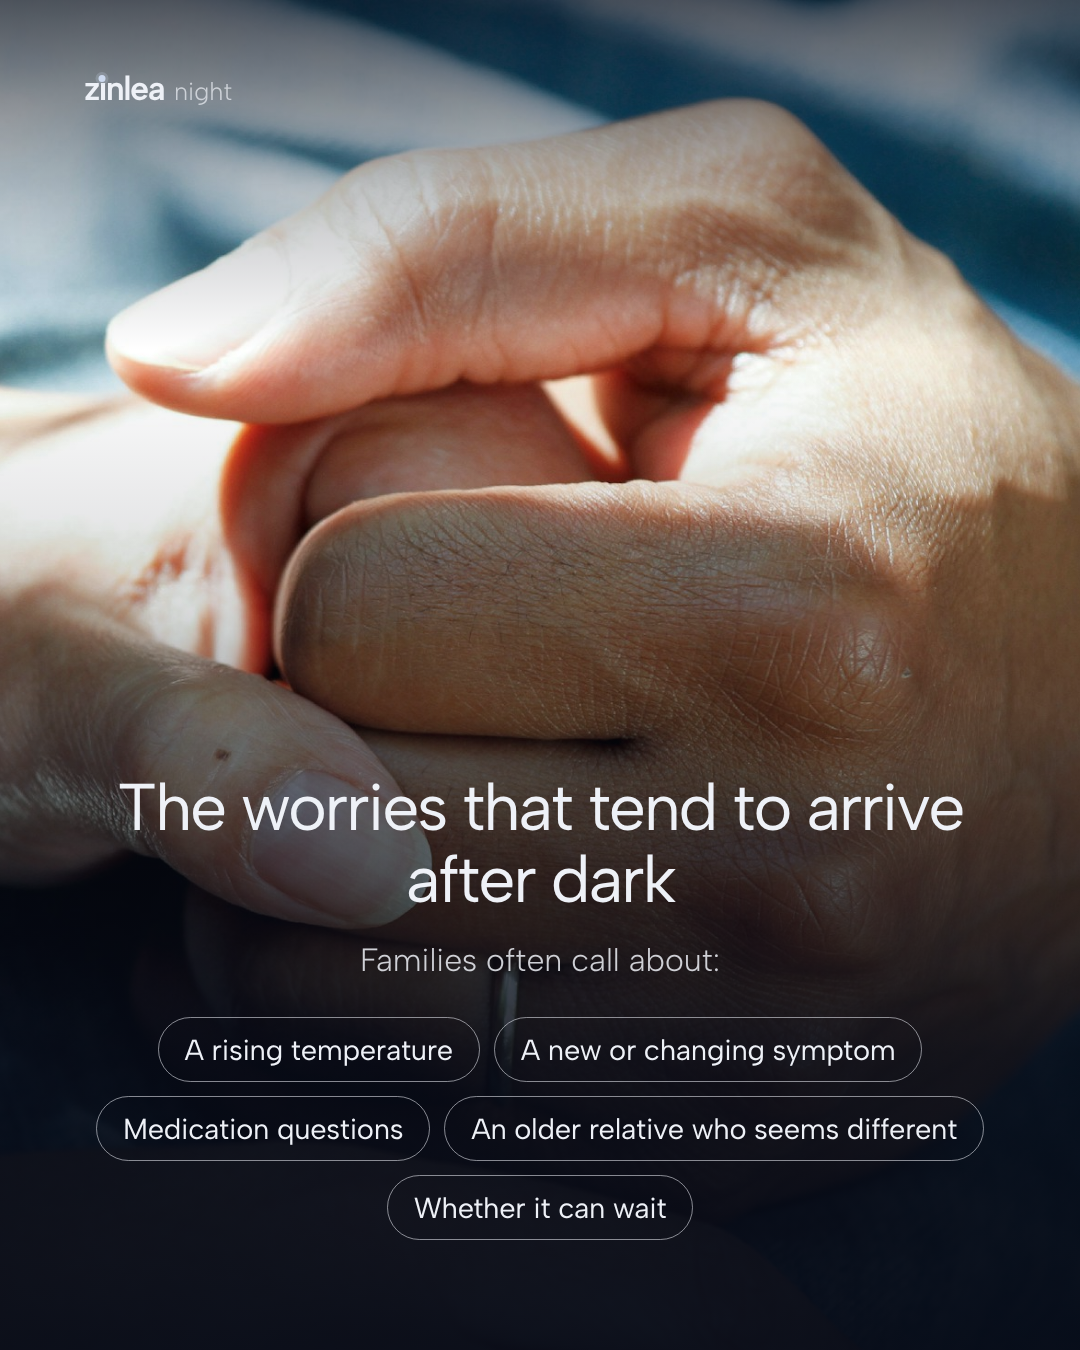 zinlea night
The worries that tend to arrive
after dark
Families often call about:
A rising temperature
A new or changing symptom
Medication questions
An older relative who seems different
Whether it can wait